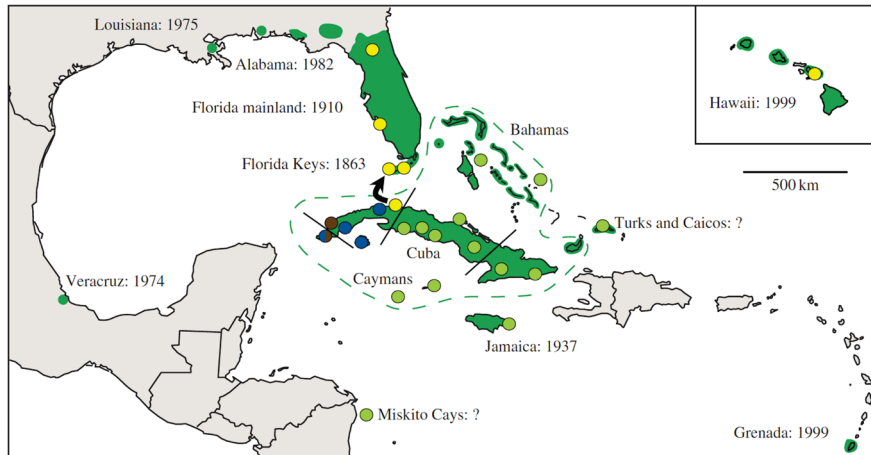 Louisiana: 1975
Alabama: 1982
Florida mainland: 1910
Bahamas
Hawaii: 1999
Florida Keys: 1863
500 km
Turks and Caicos: ?
Cuba
Veracruz: 1974
Caymans
Jamaica: 1937
Miskito Cays: ?
Grenada: 1999